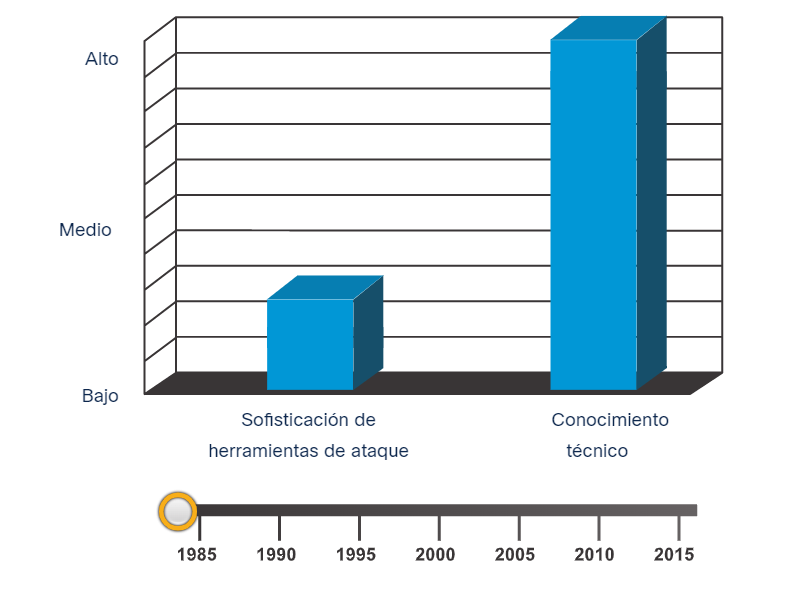 Alto
Medio
Bajo
Sofisticación de
herramientas de ataque
Conocimiento
técnico
1985 1990 1995 2000 2005 2010 2015